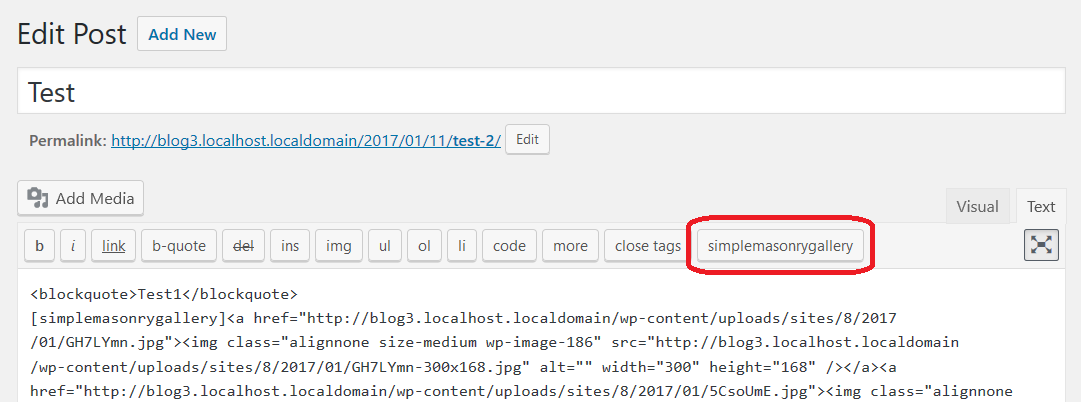 Edit Post Add New
Test
Permalink: http://blog3.localhost.localdomain/2017/01/11/test-2/ Edit
Add Media
Visual Text
b i link b-quote del ins img ul ol li code more close tags simplemasonrygallery
<blockquote>Test1</blockquote>
[simplemasonrygallery]<a href="http://blog3.localhost.localdomain/wp-content/uploads/sites/8/2017
/01/GH7LYmn.jpg"><img class="alignnone size-medium wp-image-186" src="http://blog3.localhost.localdomain
/wp-content/uploads/sites/8/2017/01/GH7LYmn-300x168.jpg" alt="" width="300" height="168" /></a><a
href="http://blog3.localhost.localdomain/wp-content/uploads/sites/8/2017/01/5CsoUmE.jpg"><img class="alignnone